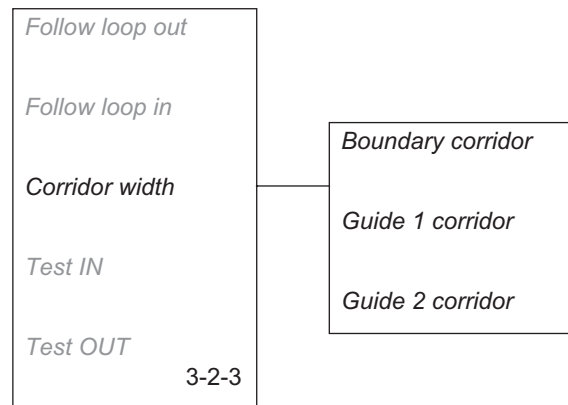 Follow loop out
Follow loop in
Corridor width
Test IN
Test OUT
3-2-3
Boundary corridor
Guide 1 corridor
Guide 2 corridor